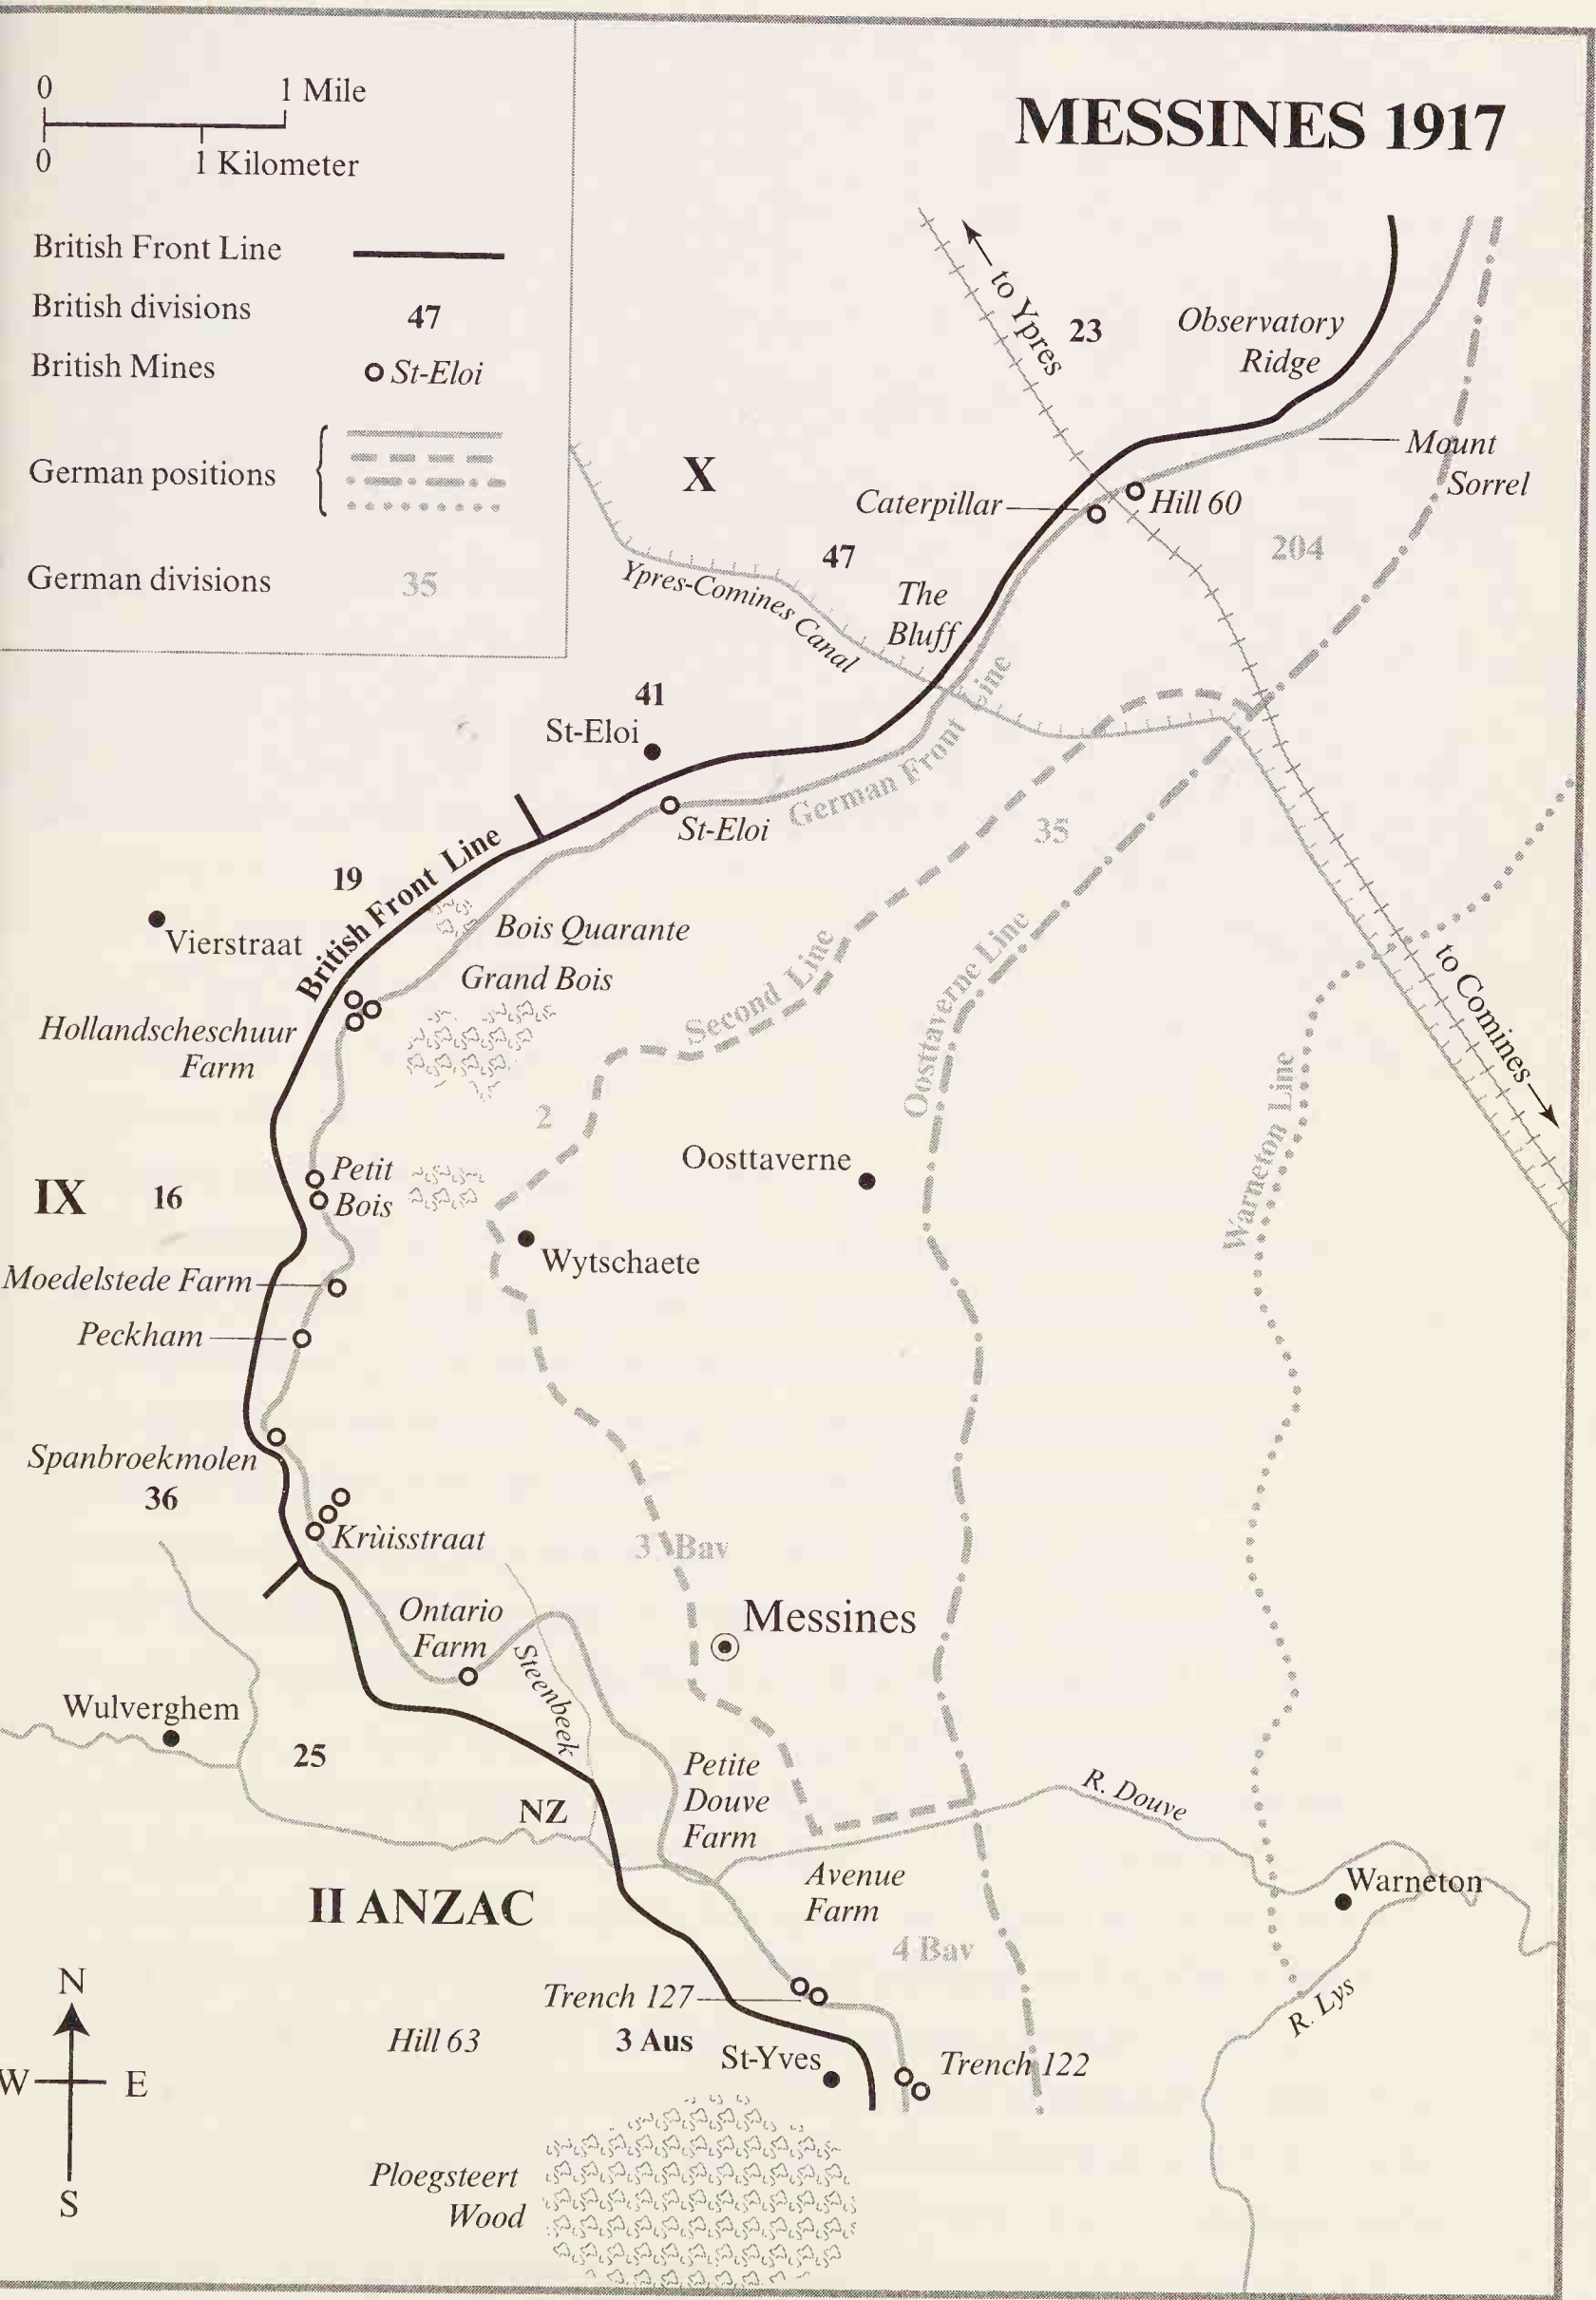 MESSINES 1917
0 1 Mile
0 1 Kilometer
British Front Line
British divisions 47
British Mines St-Eloi
German positions
German divisions 35
to Ypres
23
Observatory
Ridge
Mount
Sorrel
X
Caterpillar
Hill 60
204
47
The
Bluff
Ypres-Comines Canal
41
St-Eloi
St-Eloi
German Front Line
35
19
British Front Line
Vierstraat
Bois Quarante
Grand Bois
Second Line
Oosttaverne Line
to Comines
Hollandscheschuur
Farm
2
Warneton Line
Oosttaverne
IX
16
Petit
Bois
Wytschaete
Moedelstede Farm
Peckham
Spanbroekmolen
36
Krùisstraat
3 Bav
Ontario
Farm
Messines
Steenbeek
Wulverghem
25
Petite
Douve
Farm
R. Douve
NZ
Avenue
Farm
Warneton
II ANZAC
4 Bav
Trench 127
R. Lys
Hill 63
3 Aus
St-Yves
Trench 122
N
W E
S
Ploegsteert
Wood